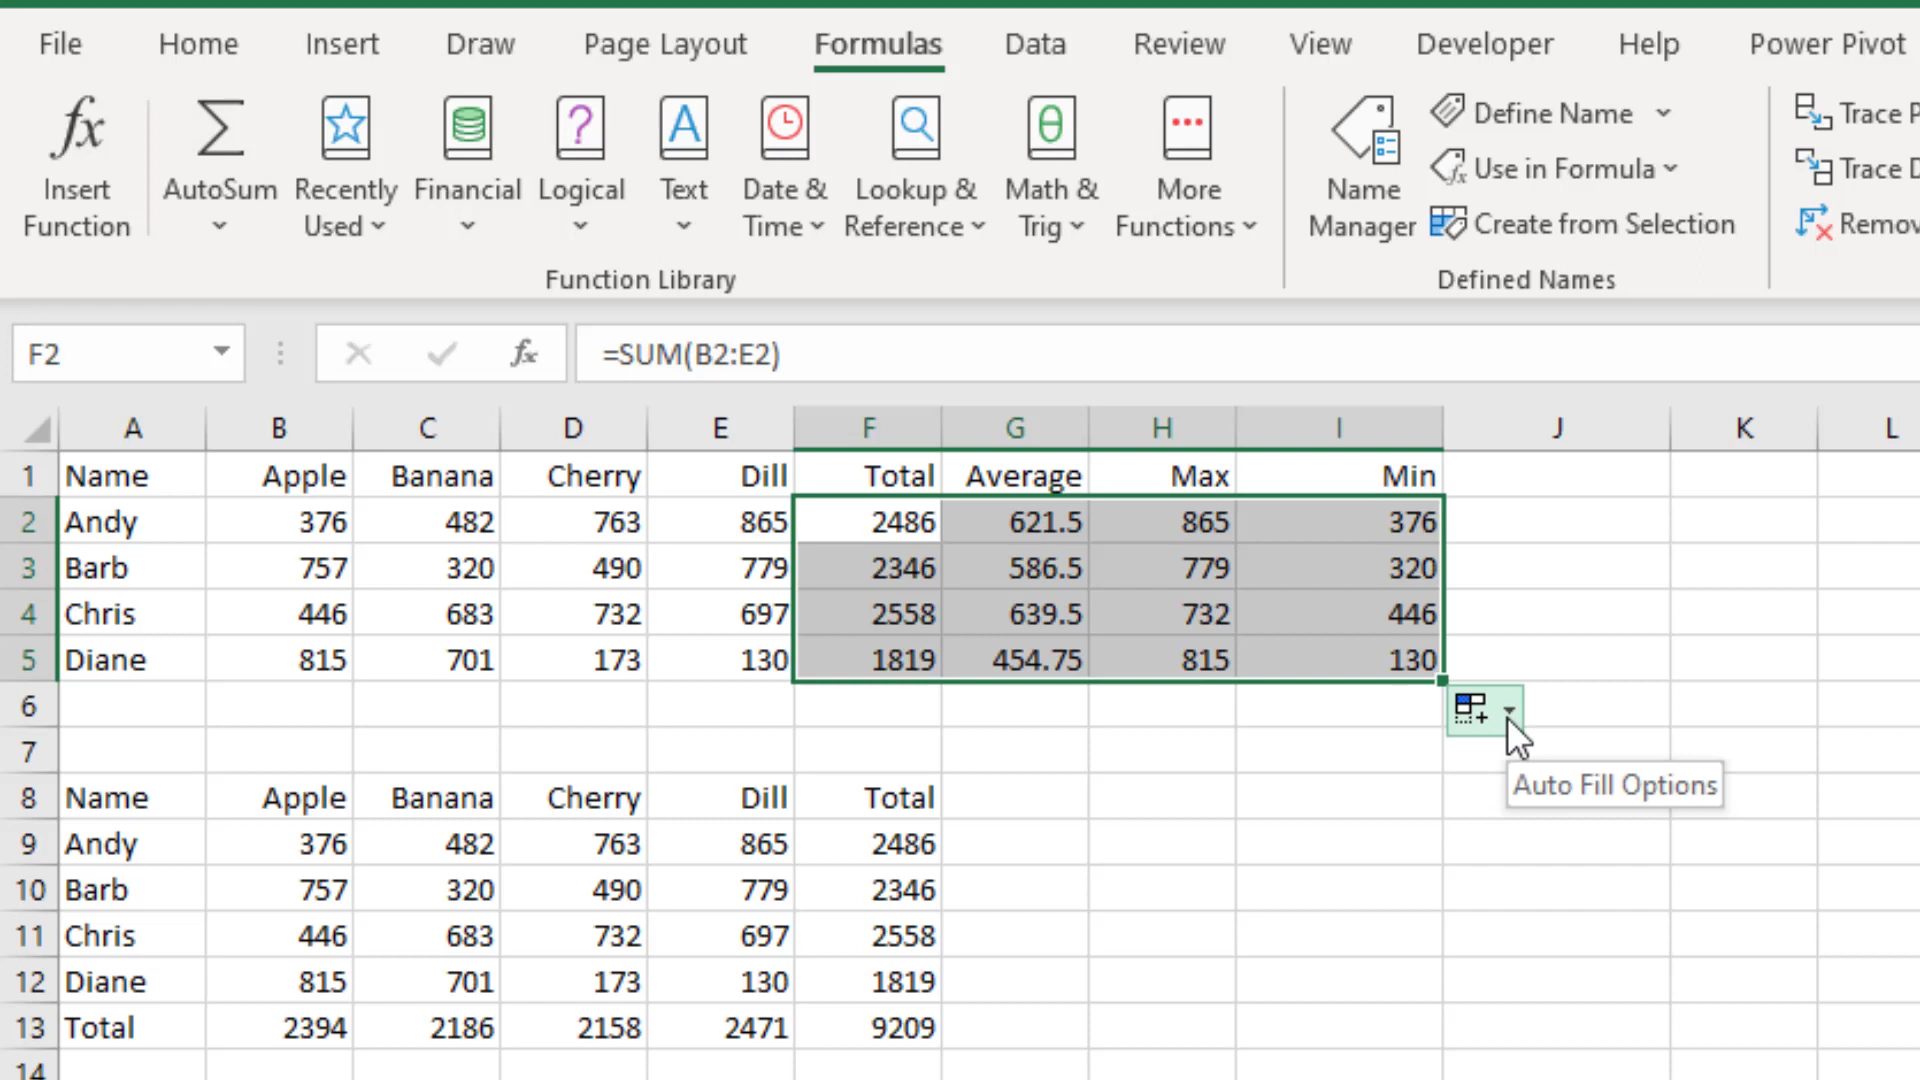 File Home Insert Draw Page Layout Formulas Data Review View Developer Help Power Pivot
fx
Insert Function
AutoSum
Recently Used
Financial
Logical
Text
Date & Time
Lookup & Reference
Math & Trig
More Functions
Function Library
Name Manager
Define Name
Use in Formula
Create from Selection
Defined Names
Trace P
Trace D
Remov
F2 fx =SUM(B2:E2)
A B C D E F G H I J K L
1 Name Apple Banana Cherry Dill Total Average Max Min
2 Andy 376 482 763 865 2486 621.5 865 376
3 Barb 757 320 490 779 2346 586.5 779 320
4 Chris 446 683 732 697 2558 639.5 732 446
5 Diane 815 701 173 130 1819 454.75 815 130
6
7
Auto Fill Options
8 Name Apple Banana Cherry Dill Total
9 Andy 376 482 763 865 2486
10 Barb 757 320 490 779 2346
11 Chris 446 683 732 697 2558
12 Diane 815 701 173 130 1819
13 Total 2394 2186 2158 2471 9209
14